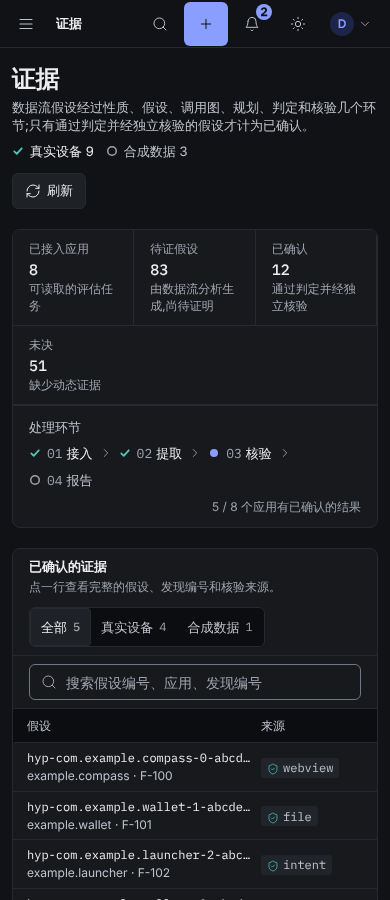 证据
2
D
证据
数据流假设经过性质、假设、调用图、规划、判定和核验几个环
节;只有通过判定并经独立核验的假设才计为已确认。
真实设备 9 合成数据 3
刷新
已接入应用
8
可读取的评估任
务
待证假设
83
由数据流分析生
成,尚待证明
已确认
12
通过判定并经独
立核验
未决
51
缺少动态证据
处理环节
01 接入 02 提取 03 核验
04 报告
5 / 8 个应用有已确认的结果
已确认的证据
点一行查看完整的假设、发现编号和核验来源。
全部 5 真实设备 4 合成数据 1
搜索假设编号、应用、发现编号
假设 来源
hyp-com.example.compass-0-abcd…
example.compass · F-100
webview
hyp-com.example.wallet-1-abcde…
example.wallet · F-101
file
hyp-com.example.launcher-2-abc…
example.launcher · F-102
intent